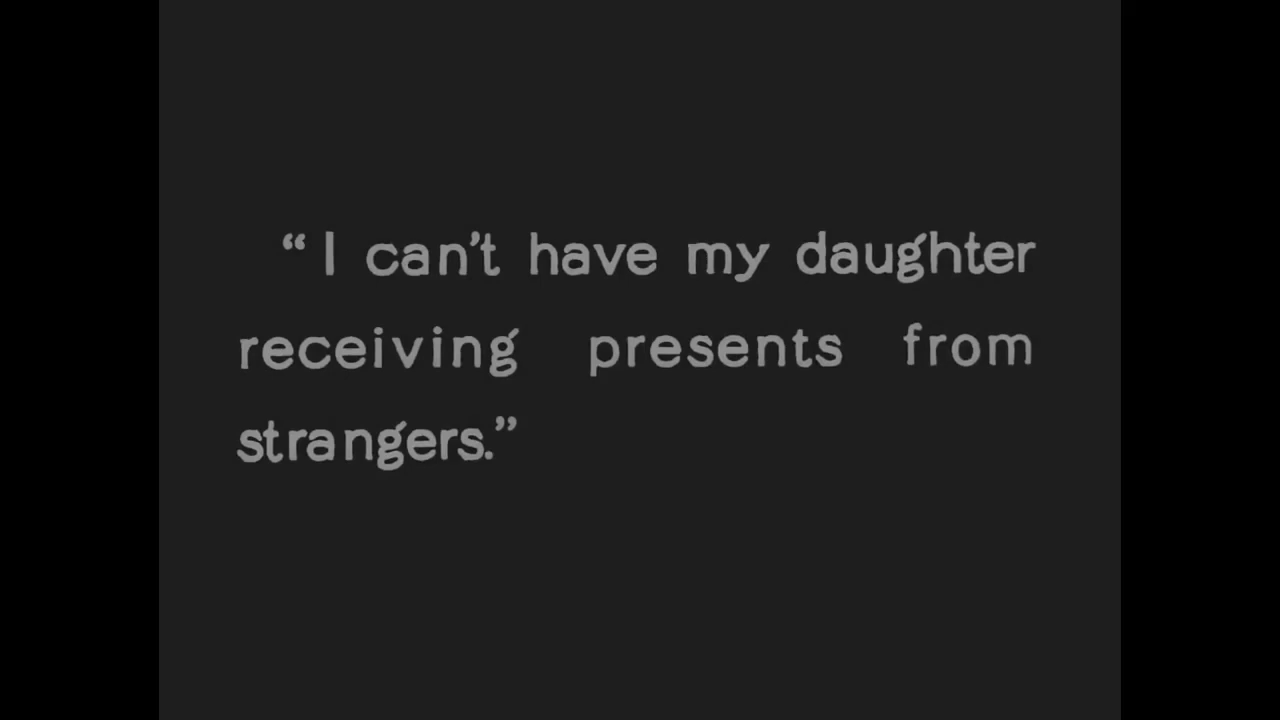 “I can’t have my daughter
receiving presents from
strangers.”